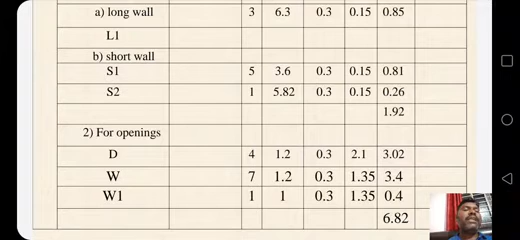 a) long wall 3 6.3 0.3 0.15 0.85
L1
b) short wall
S1 5 3.6 0.3 0.15 0.81
S2 1 5.82 0.3 0.15 0.26
1.92
2) For openings
D 4 1.2 0.3 2.1 3.02
W 7 1.2 0.3 1.35 3.4
W1 1 1 0.3 1.35 0.4
6.82